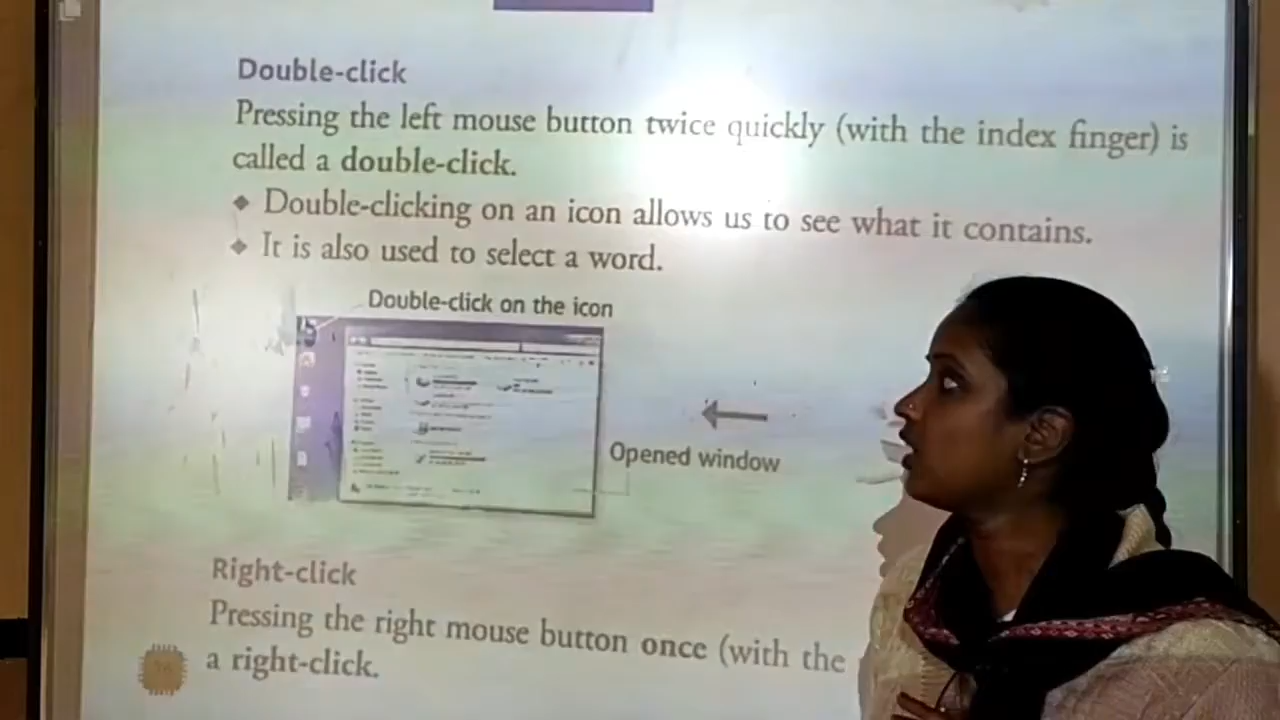 Double-click
Pressing the left mouse button twice quickly (with the index finger) is
called a double-click.
❖ Double-clicking on an icon allows us to see what it contains.
❖ It is also used to select a word.
Double-click on the icon
Opened window
Right-click
Pressing the right mouse button once (with the
a right-click.